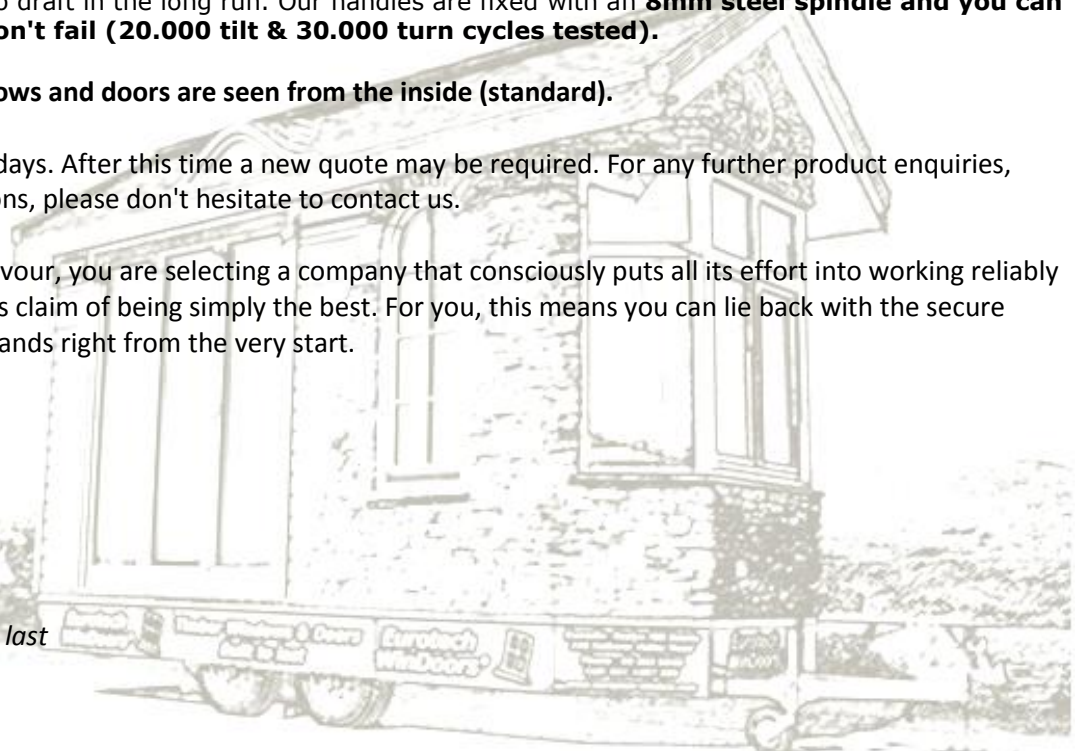 draft in the long run. Our handles are fixed with an 8mm steel spindle and you can
on't fail (20.000 tilt & 30.000 turn cycles tested).
ows and doors are seen from the inside (standard).
days. After this time a new quote may be required. For any further product enquiries,
ons, please don't hesitate to contact us.
vour, you are selecting a company that consciously puts all its effort into working reliably
s claim of being simply the best. For you, this means you can lie back with the secure
ands right from the very start.
last
Eurotech
WinDoors